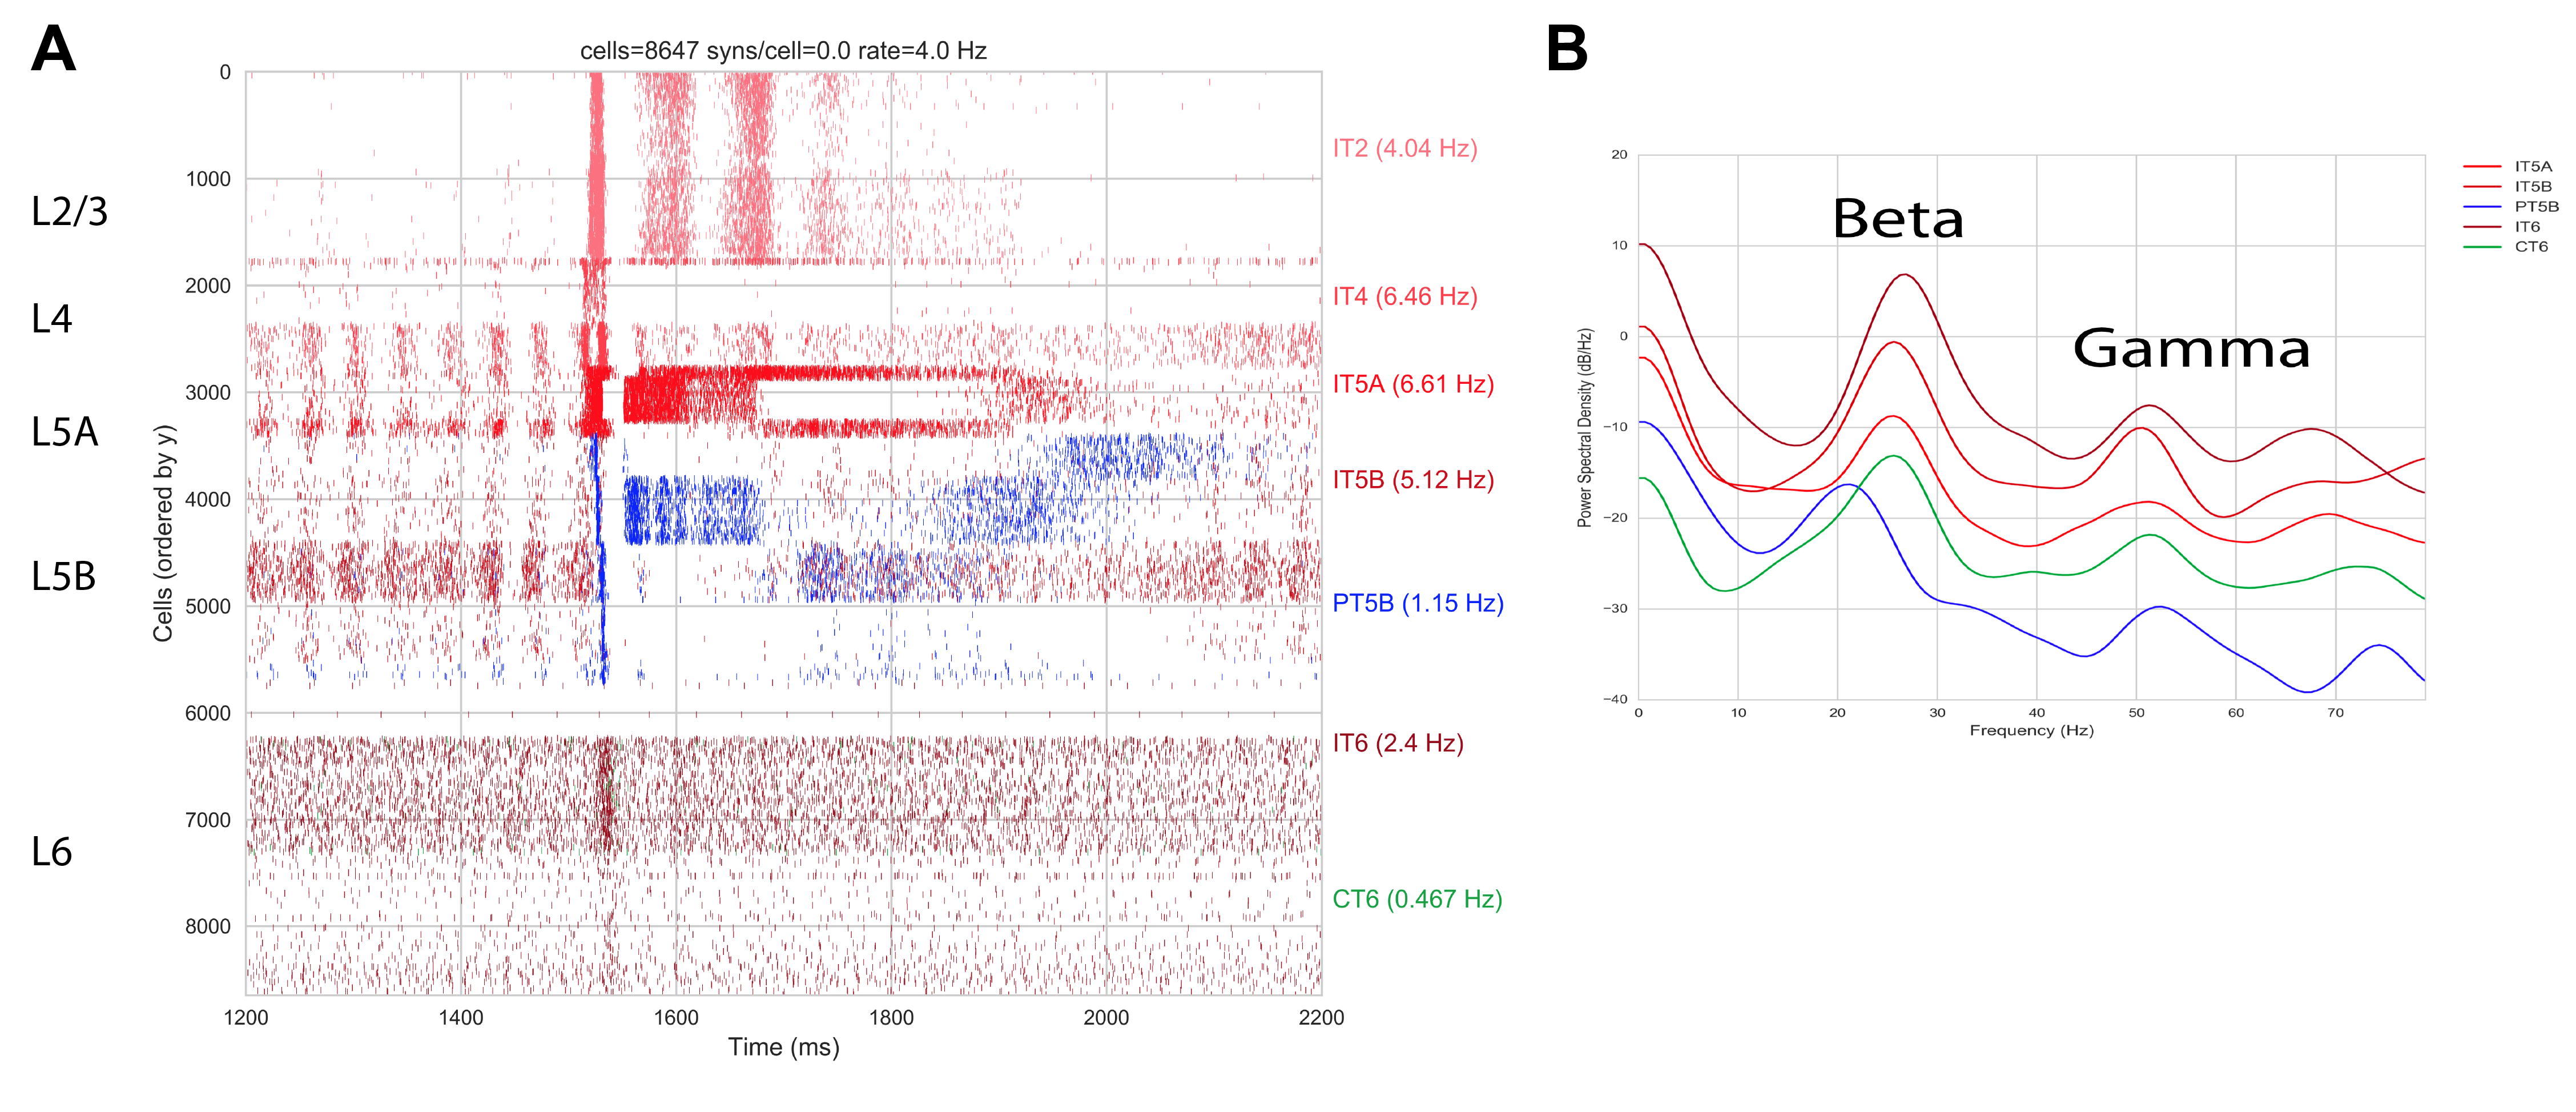 A
cells=8647 syns/cell=0.0 rate=4.0 Hz
L2/3
L4
L5A
L5B
L6
Cells (ordered by y)
0
1000
2000
3000
4000
5000
6000
7000
8000
IT2 (4.04 Hz)
IT4 (6.46 Hz)
IT5A (6.61 Hz)
IT5B (5.12 Hz)
PT5B (1.15 Hz)
IT6 (2.4 Hz)
CT6 (0.467 Hz)
1200 1400 1600 1800 2000 2200
Time (ms)
B
Beta
Gamma
Power Spectral Density (dB/Hz)
20
10
0
−10
−20
−30
−40
0 10 20 30 40 50 60 70
Frequency (Hz)
IT5A
IT5B
PT5B
IT6
CT6